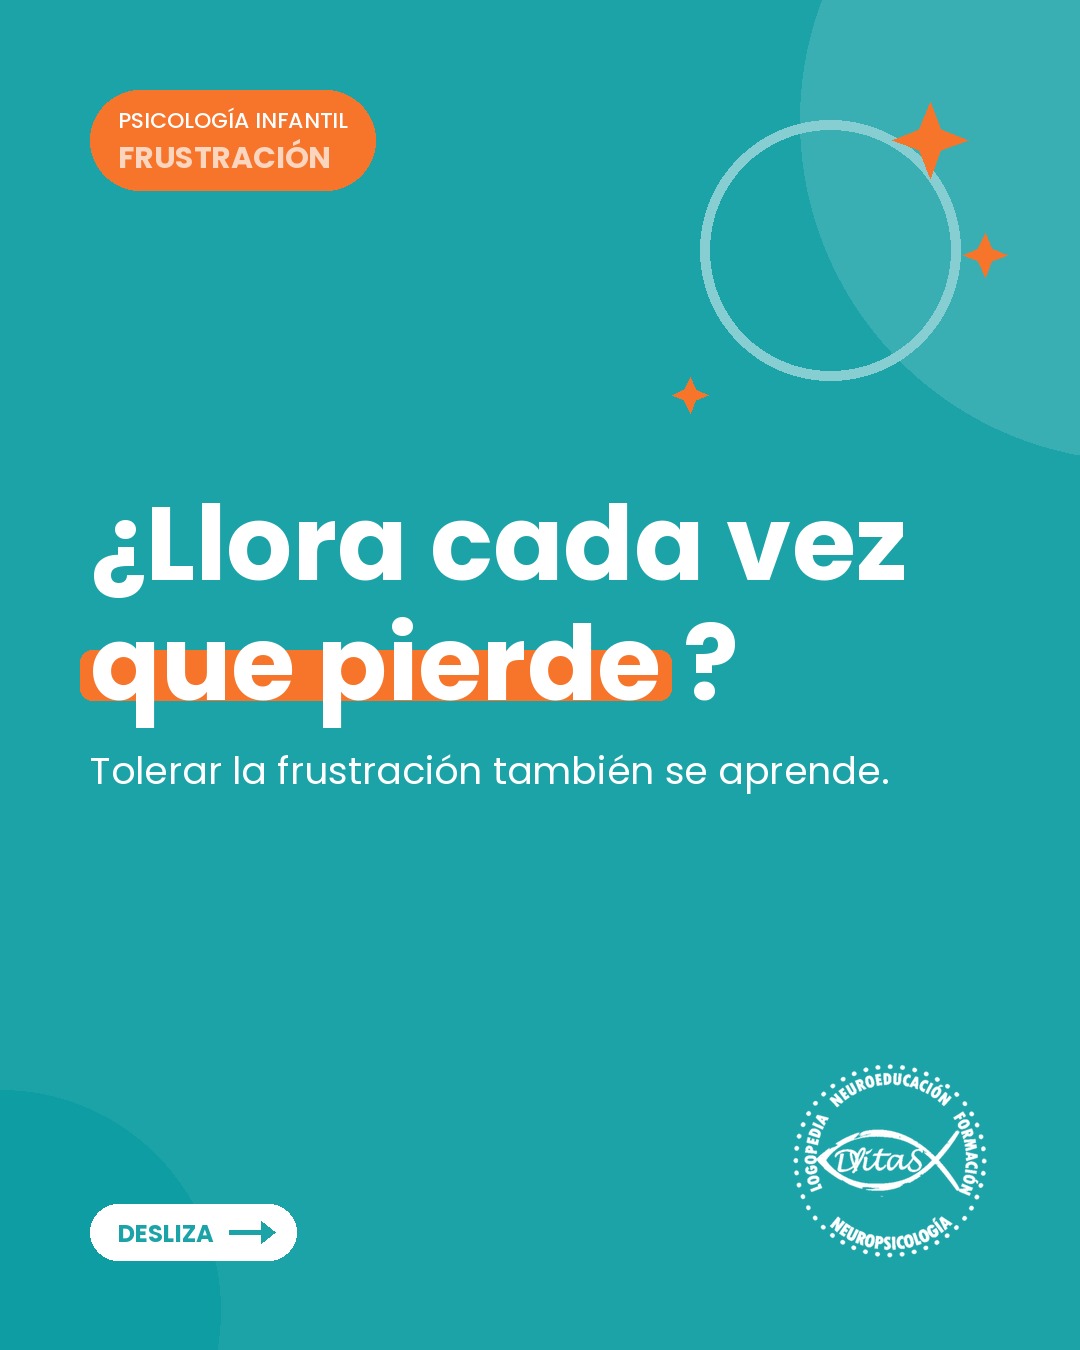 PSICOLOGÍA INFANTIL
FRUSTRACIÓN
¿Llora cada vez
que pierde ?
Tolerar la frustración también se aprende.
DESLIZA
LOGOPEDIA NEUROEDUCACIÓN FORMACIÓN
NEUROPSICOLOGÍA